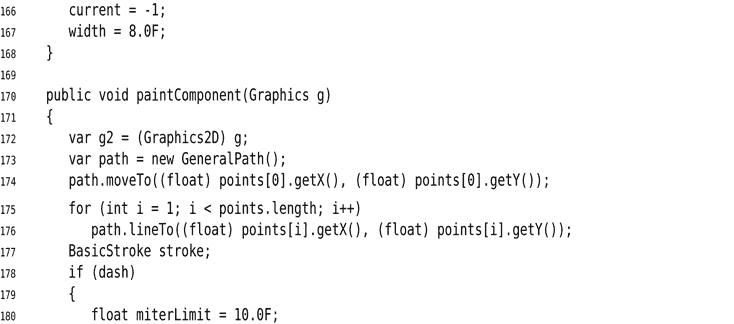 166 current = -1;
167 width = 8.0F;
168 }
169
170 public void paintComponent(Graphics g)
171 {
172 var g2 = (Graphics2D) g;
173 var path = new GeneralPath();
174 path.moveTo((float) points[0].getX(), (float) points[0].getY());
175 for (int i = 1; i < points.length; i++)
176 path.lineTo((float) points[i].getX(), (float) points[i].getY());
177 BasicStroke stroke;
178 if (dash)
179 {
180 float miterLimit = 10.0F;